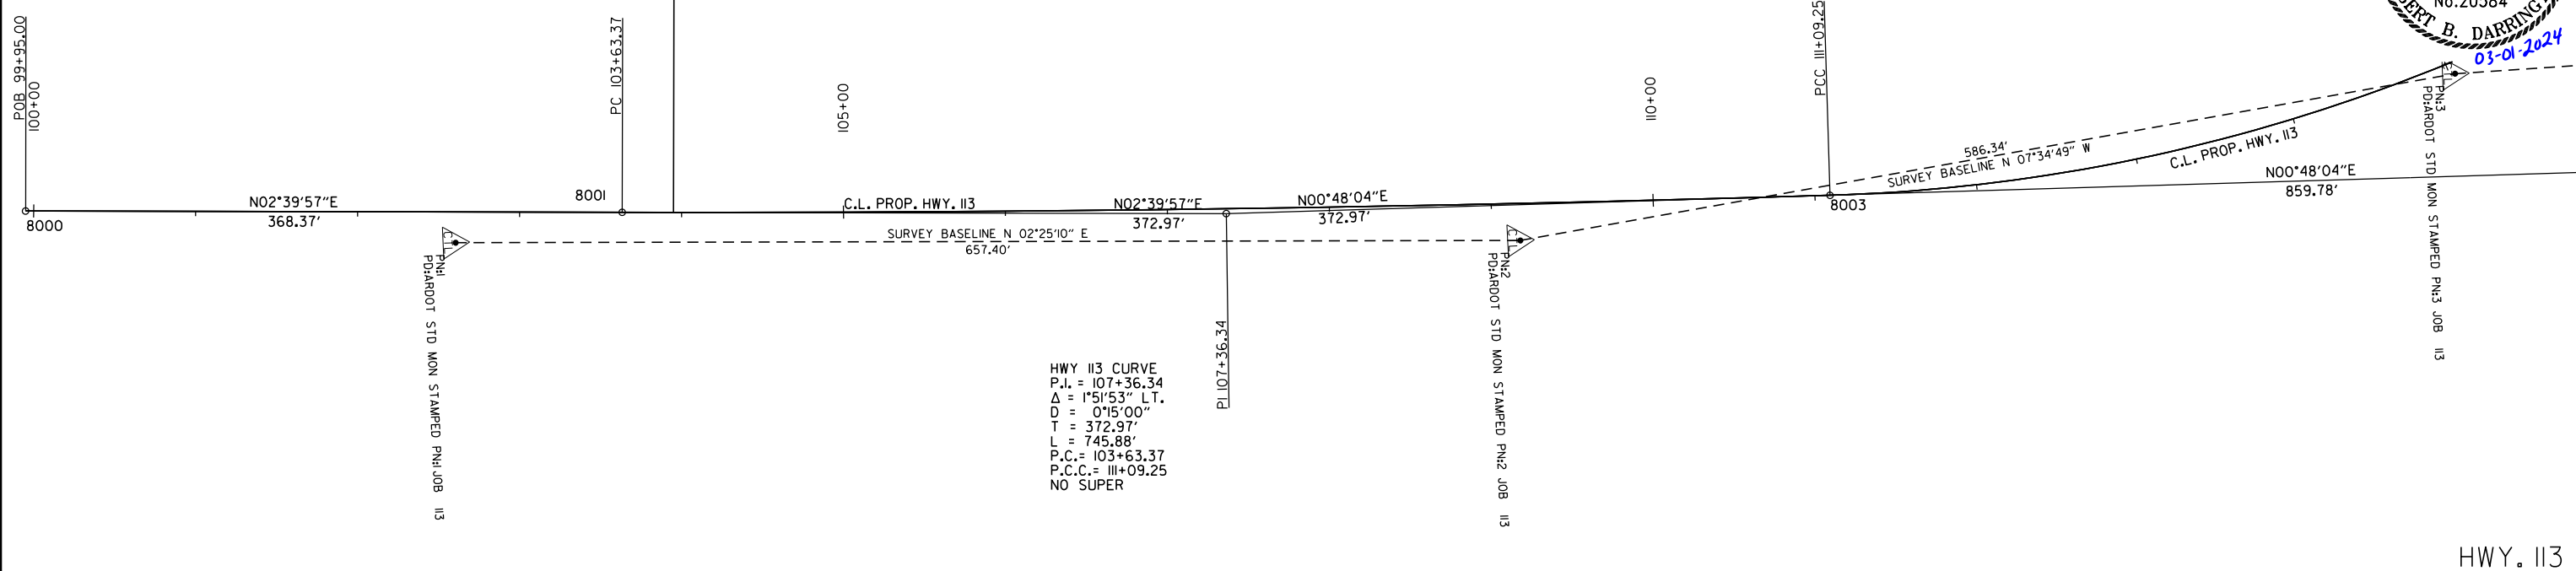 POB 99+95.00
100+00
PC 103+63.37
105+00
110+00
PCC 111+09.25
No.20584
B. DARRING
03-01-2024
N02°39'57"E
368.37'
8000
8001
C.L. PROP. HWY. 113
N02°39'57"E
372.97'
N00°48'04"E
372.97'
8003
586.34'
SURVEY BASELINE N 07°34'49" W
C.L. PROP. HWY. 113
N00°48'04"E
859.78'
SURVEY BASELINE N 02°25'10" E
657.40'
PN:1
PD:ARDOT STD MON STAMPED PN:1 JOB 113
PN:2
PD:ARDOT STD MON STAMPED PN:2 JOB 113
PN:3
PD:ARDOT STD MON STAMPED PN:3 JOB 113
PI 107+36.34
HWY 113 CURVE
P.I. = 107+36.34
Δ = 1°51'53" LT.
D = 0°15'00"
T = 372.97'
L = 745.88'
P.C.= 103+63.37
P.C.C.= 111+09.25
NO SUPER
HWY. 113